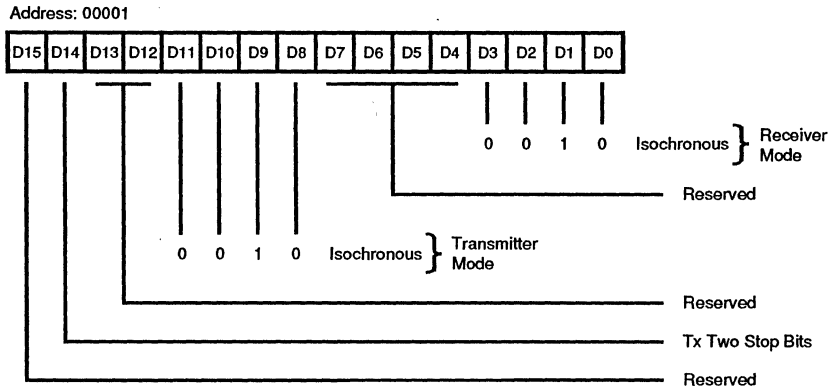 Address: 00001
D15 D14 D13 D12 D11 D10 D9 D8 D7 D6 D5 D4 D3 D2 D1 D0
0 0 1 0 Isochronous } Receiver
Mode
Reserved
0 0 1 0 Isochronous } Transmitter
Mode
Reserved
Tx Two Stop Bits
Reserved